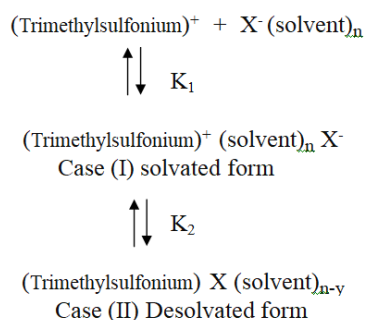 (Trimethylsulfonium)⁺ + X⁻ (solvent)ₙ
K₁
(Trimethylsulfonium)⁺ (solvent)ₙ X⁻
Case (I) solvated form
K₂
(Trimethylsulfonium) X (solvent)ₙ₋ᵧ
Case (II) Desolvated form